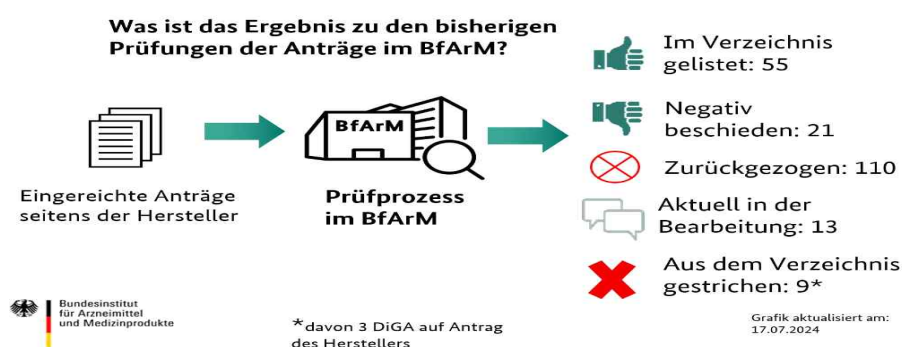 Was ist das Ergebnis zu den bisherigen
Prüfungen der Anträge im BfArM?
Eingereichte Anträge
seitens der Hersteller
BfArM
Prüfprozess
im BfArM
Im Verzeichnis
gelistet: 55
Negativ
beschieden: 21
Zurückgezogen: 110
Aktuell in der
Bearbeitung: 13
Aus dem Verzeichnis
gestrichen: 9*
Bundesinstitut
für Arzneimittel
und Medizinprodukte
*davon 3 DiGA auf Antrag
des Herstellers
Grafik aktualisiert am:
17.07.2024